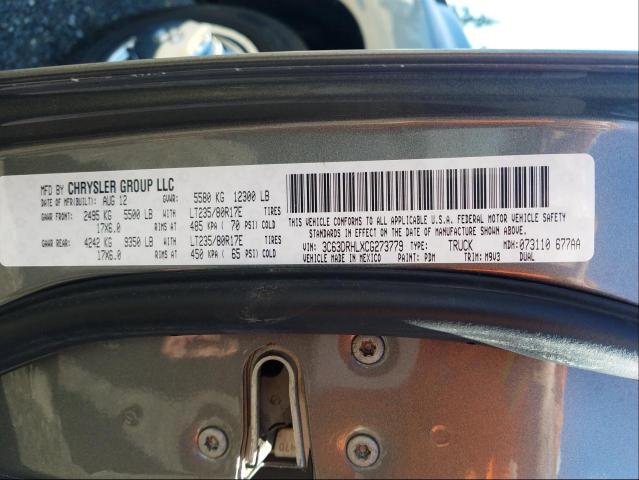 MFD BY CHRYSLER GROUP LLC
DATE OF MFR(BUILT): AUG 12 GVWR: 5580 KG 12300 LB
GAWR FRONT: 2495 KG 5500 LB WITH LT235/80R17E TIRES
17X6.0 RIMS AT 485 KPA ( 70 PSI) COLD
GAWR REAR: 4242 KG 9350 LB WITH LT235/80R17E TIRES
17X6.0 RIMS AT 450 KPA ( 65 PSI) COLD
THIS VEHICLE CONFORMS TO ALL APPLICABLE U.S.A. FEDERAL MOTOR VEHICLE SAFETY
STANDARDS IN EFFECT ON THE DATE OF MANUFACTURE SHOWN ABOVE.
VIN: 3C63DRHLXCG273779 TYPE: TRUCK MDH: 073110 677AA
VEHICLE MADE IN MEXICO PAINT: PDM TRIM: M9V3 DUAL